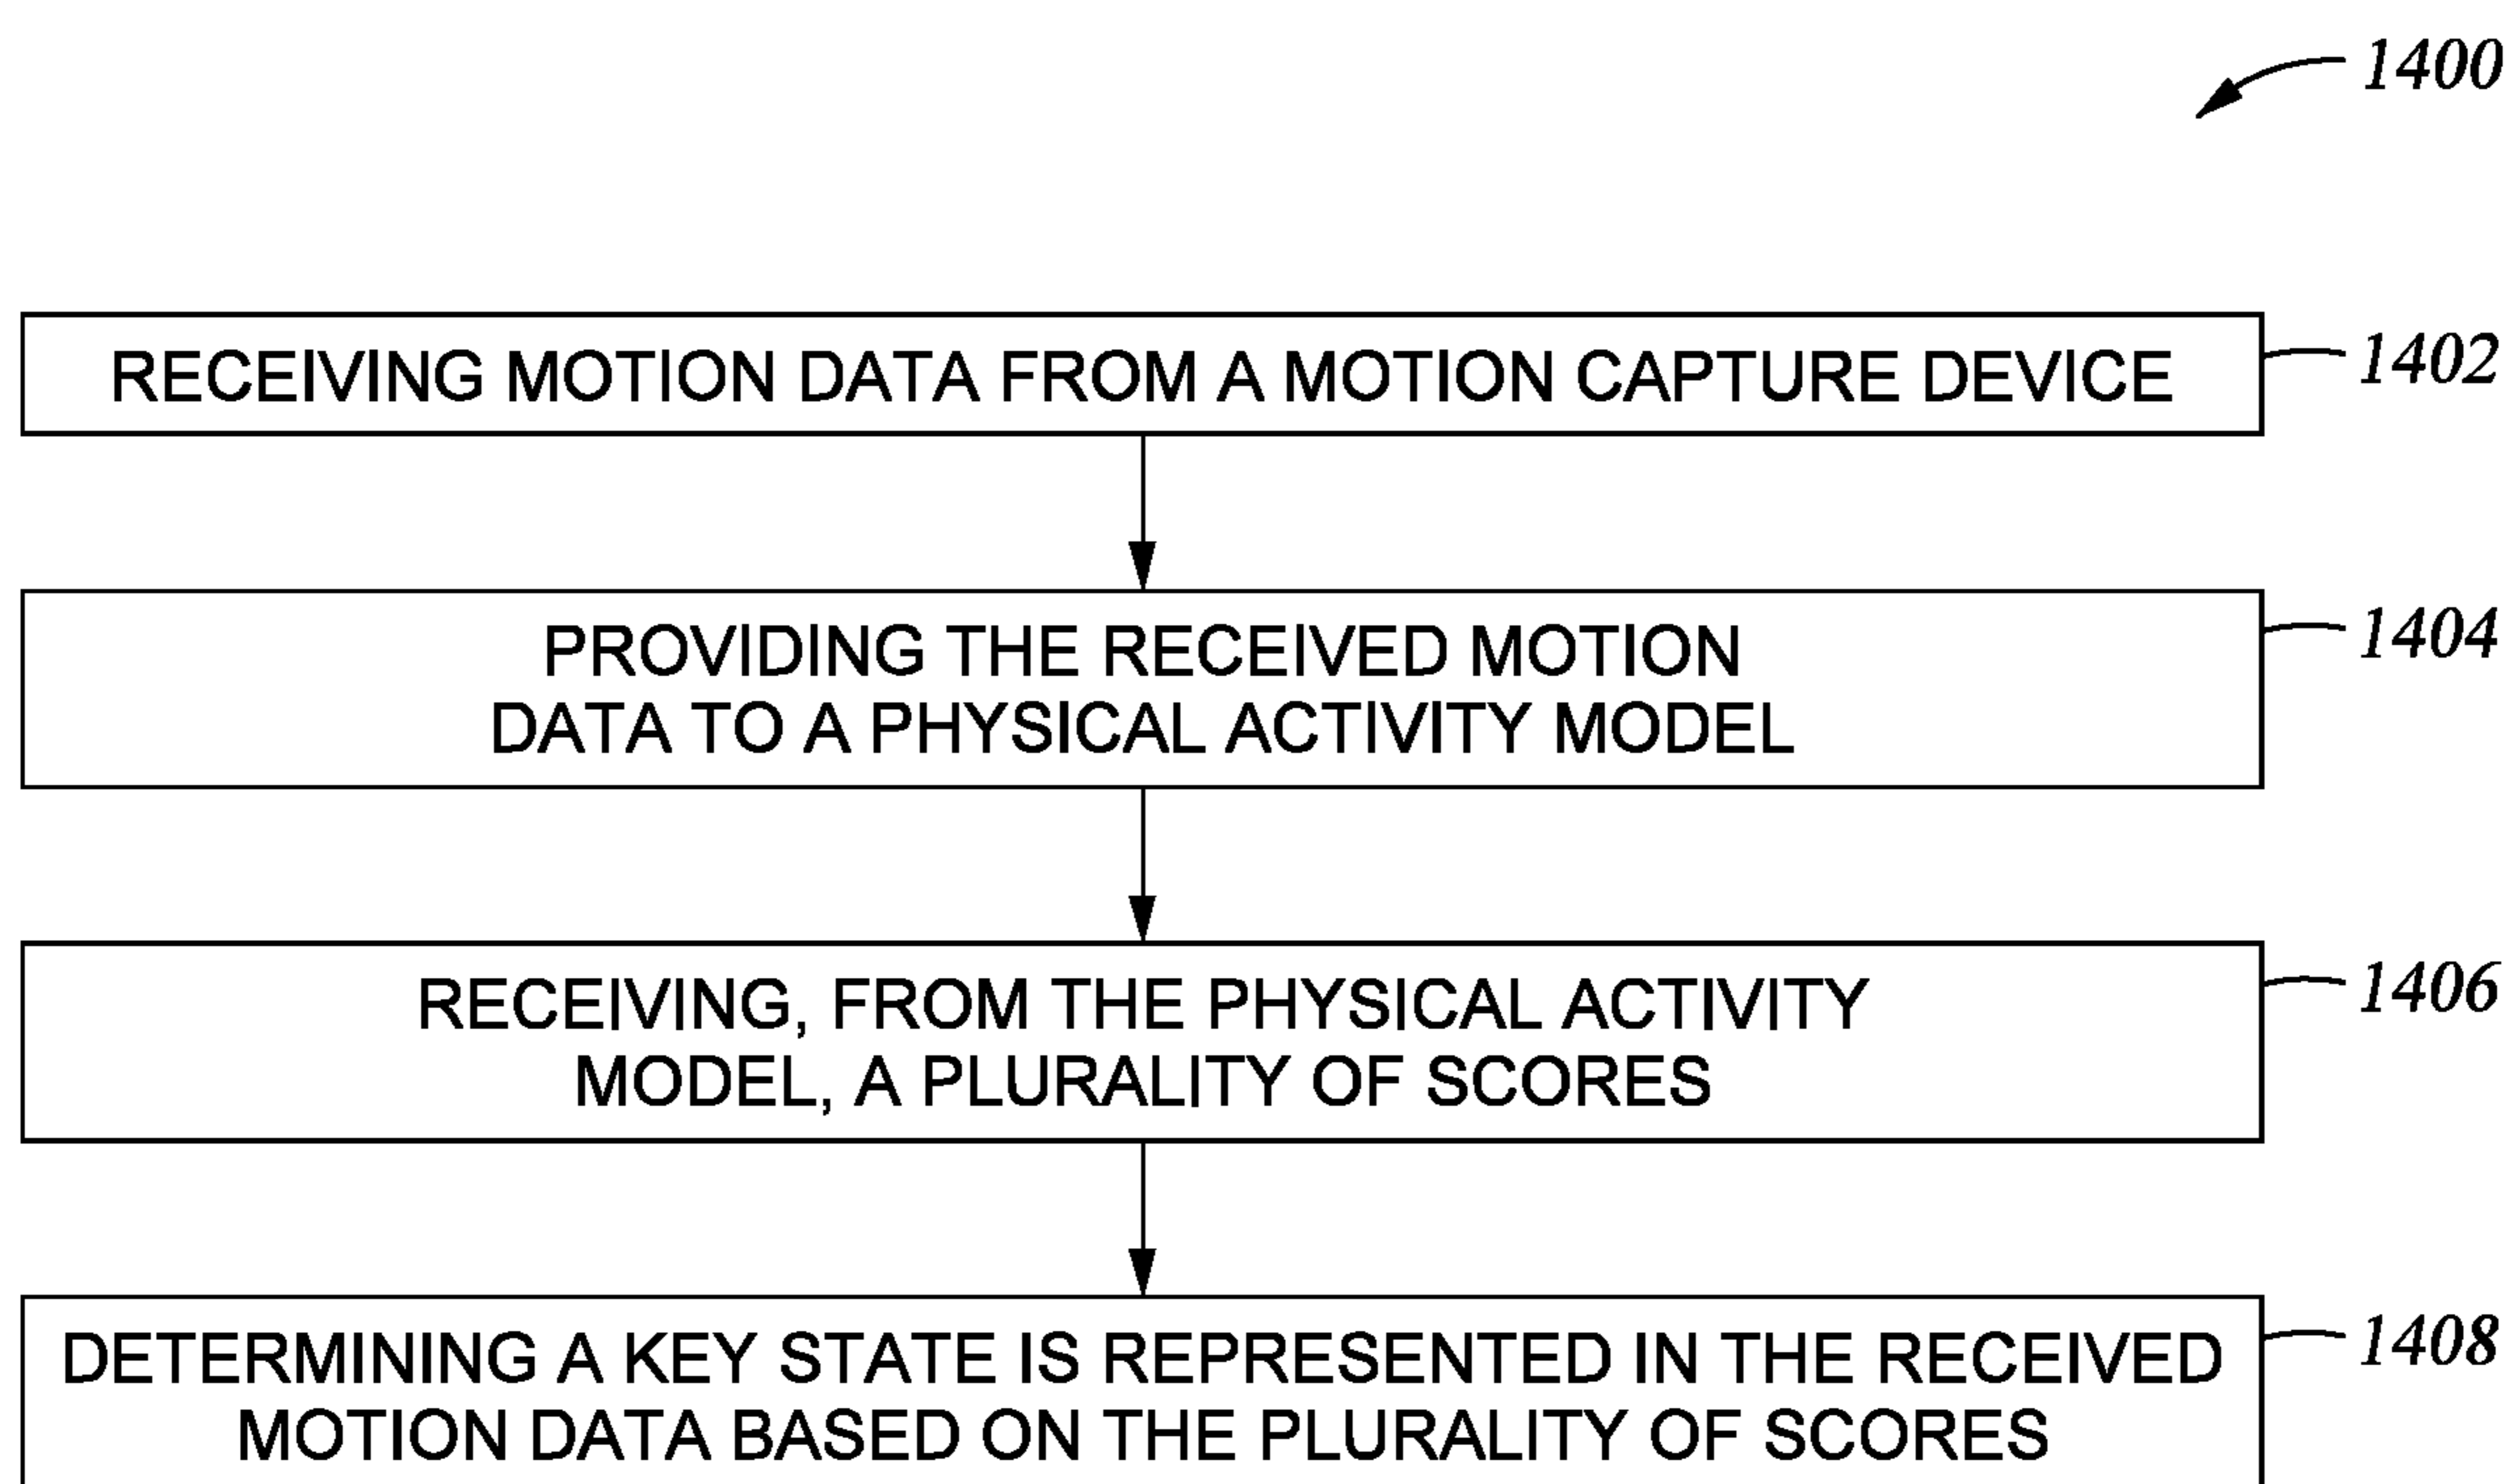 1400
RECEIVING MOTION DATA FROM A MOTION CAPTURE DEVICE
1402
PROVIDING THE RECEIVED MOTION
DATA TO A PHYSICAL ACTIVITY MODEL
1404
RECEIVING, FROM THE PHYSICAL ACTIVITY
MODEL, A PLURALITY OF SCORES
1406
DETERMINING A KEY STATE IS REPRESENTED IN THE RECEIVED
MOTION DATA BASED ON THE PLURALITY OF SCORES
1408